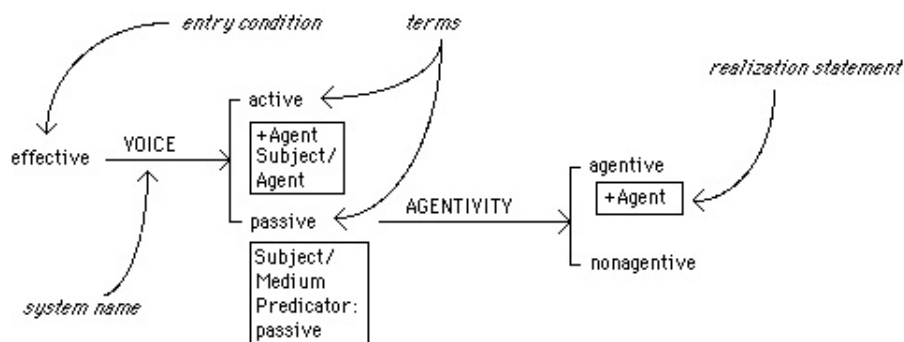 entry condition
terms
realization statement
active
+Agent
Subject/
Agent
VOICE
effective
agentive
+Agent
AGENTIVITY
passive
nonagentive
Subject/
Medium
Predicator:
passive
system name